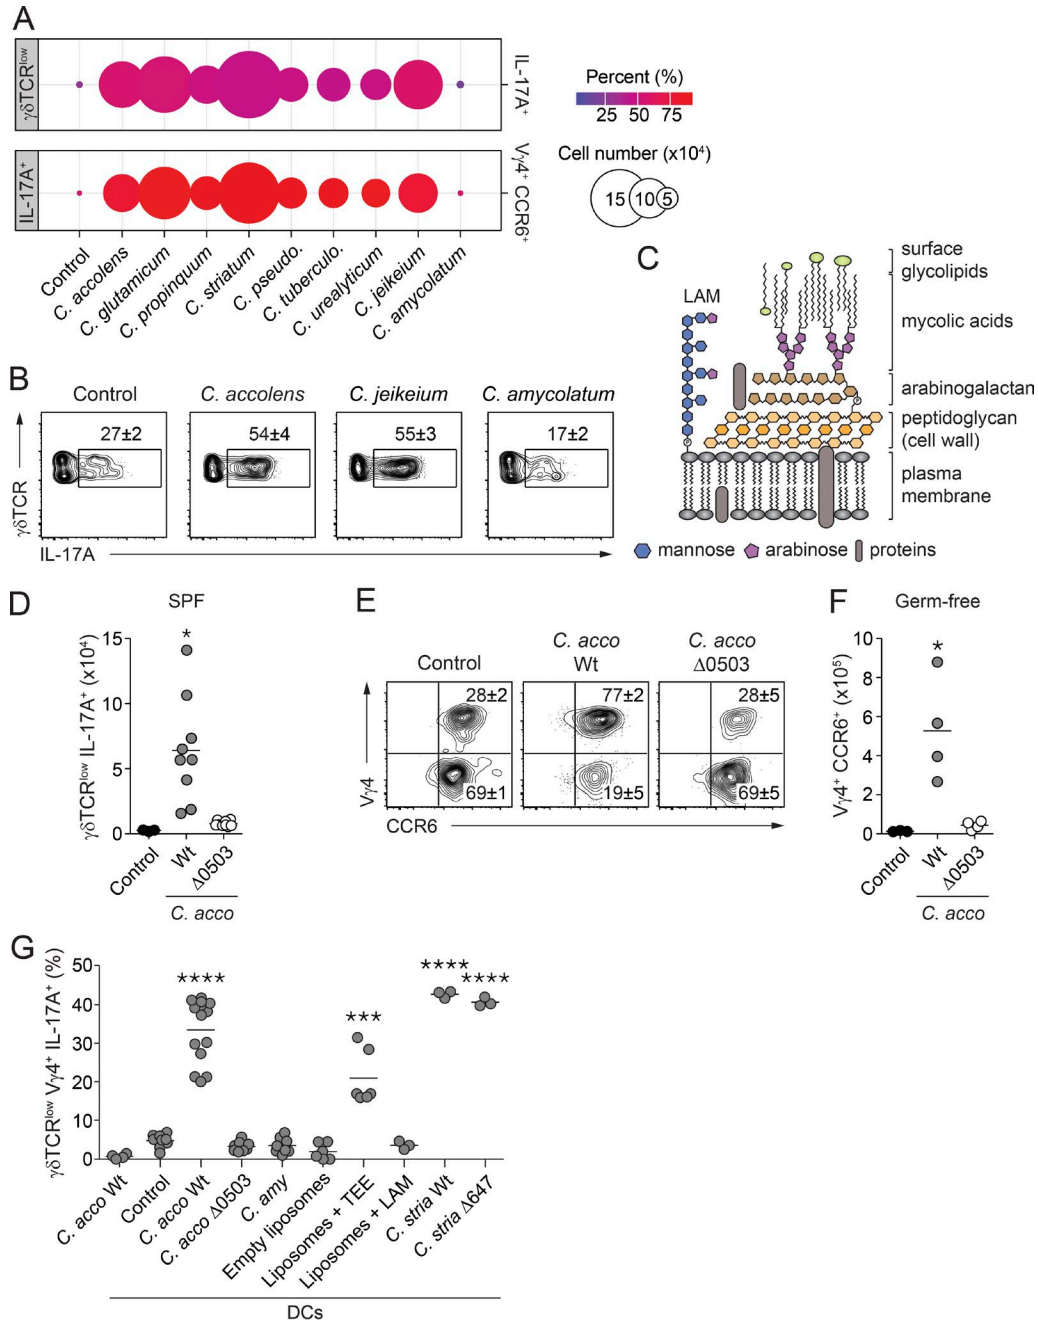 A
γδTCRlow
IL-17A+
IL-17A+
Vγ4+ CCR6+
Control
C. accolens
C. glutamicum
C. propinquum
C. striatum
C. pseudo.
C. tuberculo.
C. urealyticum
C. jeikeium
C. amycolatum
Percent (%)
25 50 75
Cell number (x10⁴)
15 10 5
B
Control
C. accolens
C. jeikeium
C. amycolatum
27±2
54±4
55±3
17±2
γδTCR
IL-17A
C
LAM
surface
glycolipids
mycolic acids
arabinogalactan
peptidoglycan
(cell wall)
plasma
membrane
P
P
mannose
arabinose
proteins
D
SPF
γδTCRlow IL-17A+ (x10⁴)
15
10
5
0
*
Control
Wt
Δ0503
C. acco
E
Control
C. acco
Wt
C. acco
Δ0503
28±2
77±2
28±5
69±1
19±5
69±5
Vγ4
CCR6
F
Germ-free
Vγ4+ CCR6+ (x10⁵)
10
8
6
4
2
0
*
Control
Wt
Δ0503
C. acco
G
γδTCRlow Vγ4+ IL-17A+ (%)
50
40
30
20
10
0
****
***
****
****
C. acco Wt
Control
C. acco Wt
C. acco Δ0503
C. amy
Empty liposomes
Liposomes + TEE
Liposomes + LAM
C. stria Wt
C. stria Δ647
DCs